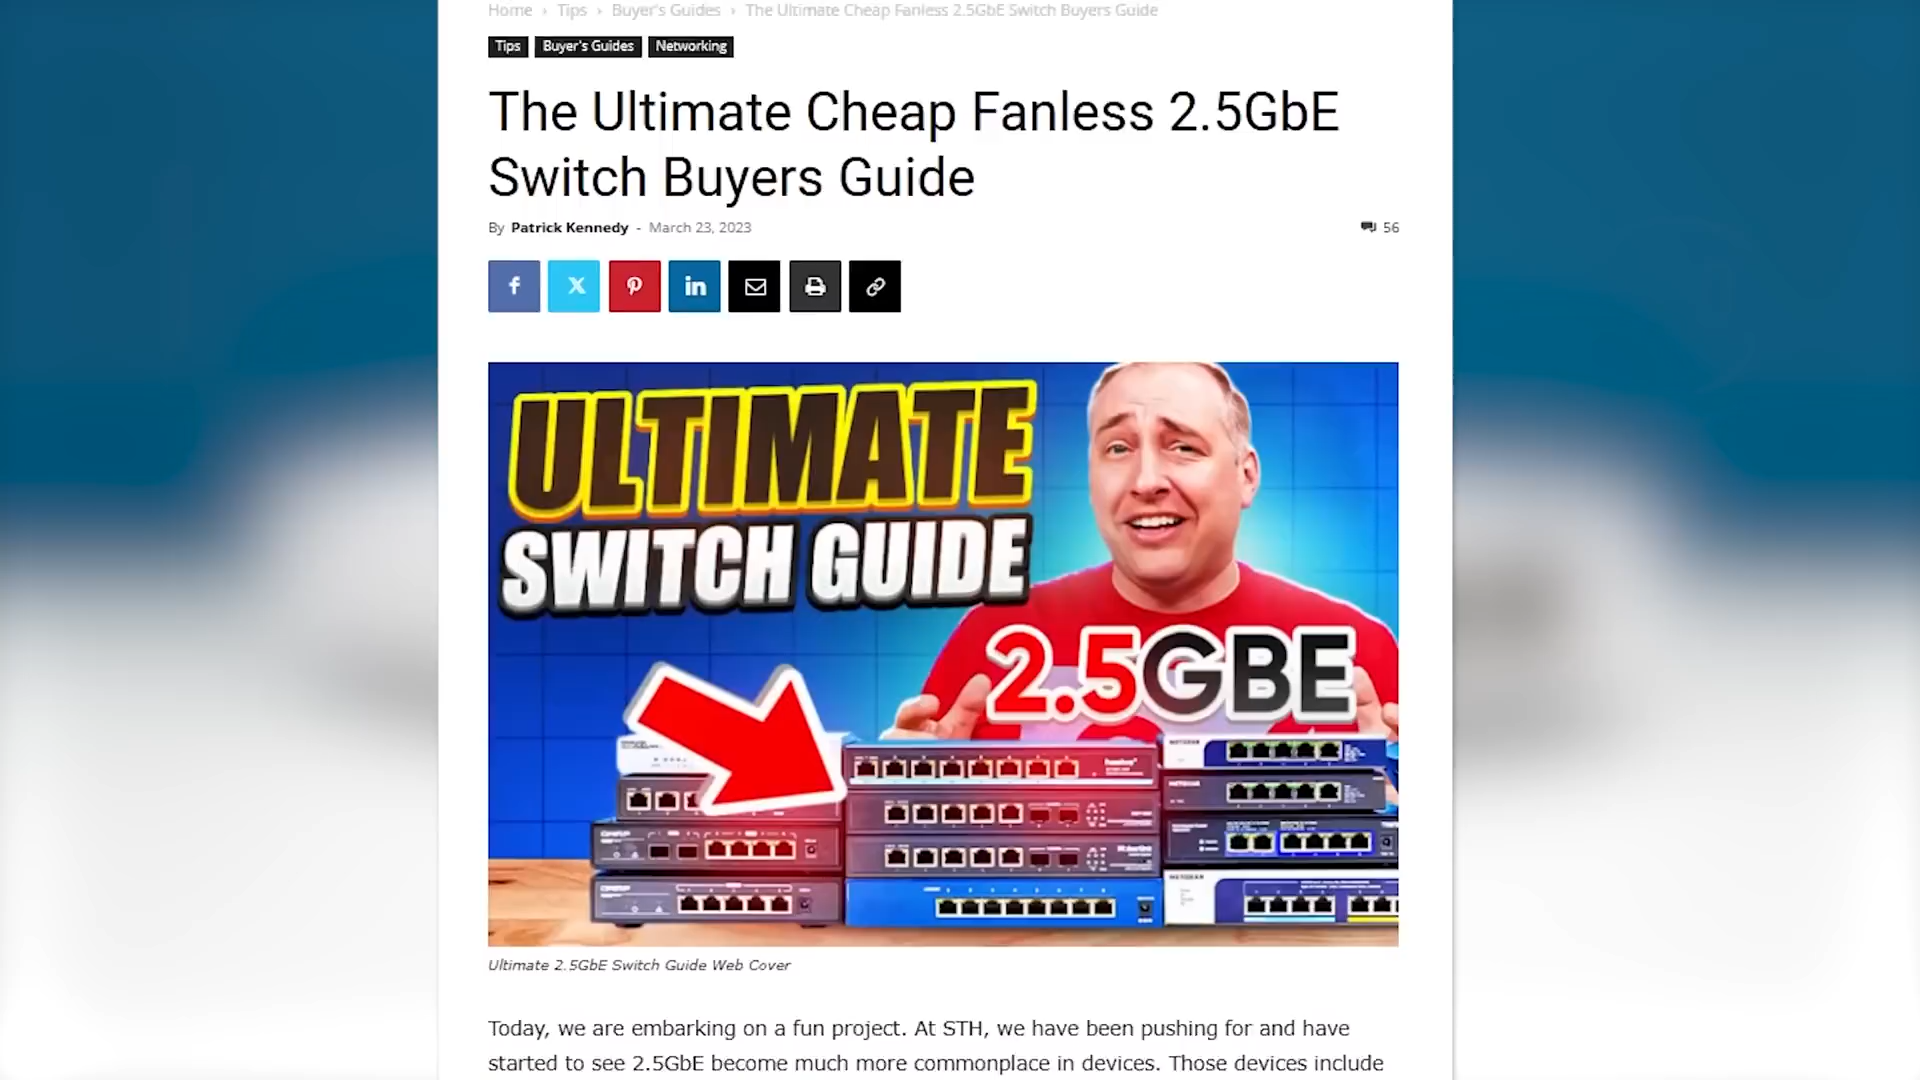 Home › Tips › Buyer's Guides › The Ultimate Cheap Fanless 2.5GbE Switch Buyers Guide
Tips Buyer's Guides Networking
The Ultimate Cheap Fanless 2.5GbE
Switch Buyers Guide
By Patrick Kennedy - March 23, 2023 56
ULTIMATE
SWITCH GUIDE
2.5GBE
NETGEAR
NETGEAR
NETGEAR
Ultimate 2.5GbE Switch Guide Web Cover
Today, we are embarking on a fun project. At STH, we have been pushing for and have
started to see 2.5GbE become much more commonplace in devices. Those devices include